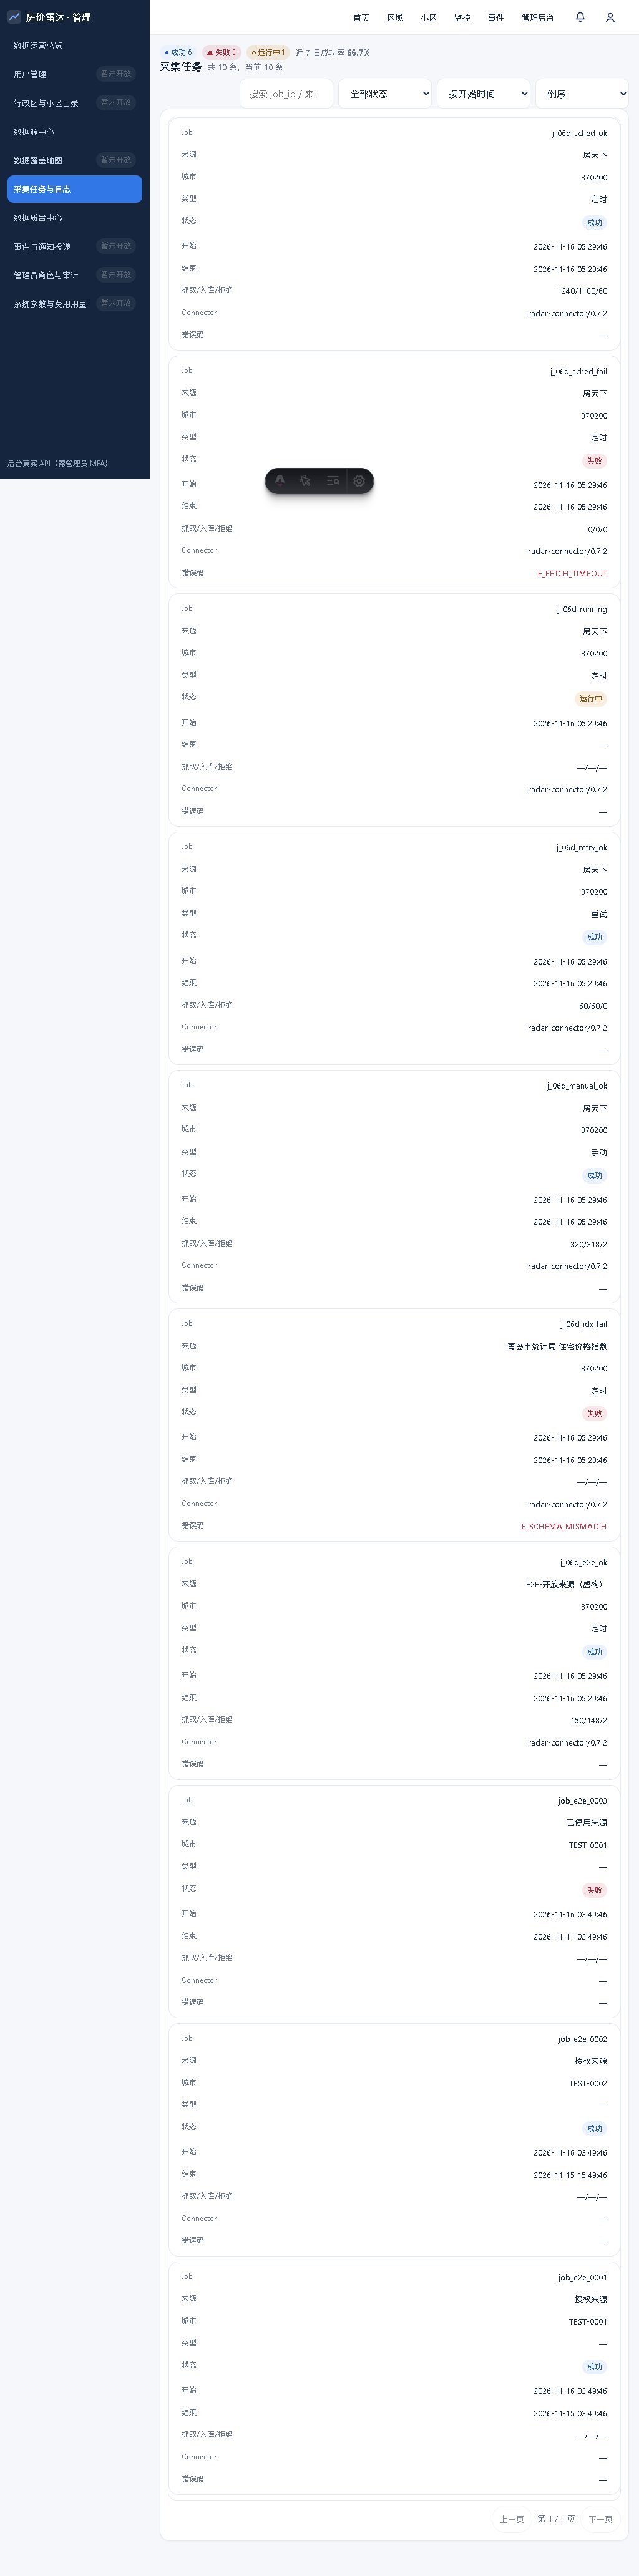 房价雷达 - 管理
首页 区域 小区 监控 事件 管理后台
数据运营总览
用户管理 暂未开放
行政区与小区目录 暂未开放
数据源中心
数据覆盖地图 暂未开放
采集任务与日志
数据质量中心
事件与通知投递 暂未开放
管理员角色与审计 暂未开放
系统参数与费用用量 暂未开放
后台真实 API（需管理员 MFA）
成功 6 失败 3 运行中 1 近 7 日成功率 66.7%
采集任务 共 10 条，当前 10 条
搜索 job_id / 来 全部状态 按开始时间 倒序
Job j_06d_sched_ok
来源 房天下
城市 370200
类型 定时
状态 成功
开始 2026-11-16 05:29:46
结束 2026-11-16 05:29:46
抓取/入库/拒绝 1240/1180/60
Connector radar-connector/0.7.2
错误码 —
Job j_06d_sched_fail
来源 房天下
城市 370200
类型 定时
状态 失败
开始 2026-11-16 05:29:46
结束 2026-11-16 05:29:46
抓取/入库/拒绝 0/0/0
Connector radar-connector/0.7.2
错误码 E_FETCH_TIMEOUT
Job j_06d_running
来源 房天下
城市 370200
类型 定时
状态 运行中
开始 2026-11-16 05:29:46
结束 —
抓取/入库/拒绝 —/—/—
Connector radar-connector/0.7.2
错误码 —
Job j_06d_retry_ok
来源 房天下
城市 370200
类型 重试
状态 成功
开始 2026-11-16 05:29:46
结束 2026-11-16 05:29:46
抓取/入库/拒绝 60/60/0
Connector radar-connector/0.7.2
错误码 —
Job j_06d_manual_ok
来源 房天下
城市 370200
类型 手动
状态 成功
开始 2026-11-16 05:29:46
结束 2026-11-16 05:29:46
抓取/入库/拒绝 320/318/2
Connector radar-connector/0.7.2
错误码 —
Job j_06d_idx_fail
来源 青岛市统计局 住宅价格指数
城市 370200
类型 定时
状态 失败
开始 2026-11-16 05:29:46
结束 2026-11-16 05:29:46
抓取/入库/拒绝 —/—/—
Connector radar-connector/0.7.2
错误码 E_SCHEMA_MISMATCH
Job j_06d_e2e_ok
来源 E2E-开放来源（虚构）
城市 370200
类型 定时
状态 成功
开始 2026-11-16 05:29:46
结束 2026-11-16 05:29:46
抓取/入库/拒绝 150/148/2
Connector radar-connector/0.7.2
错误码 —
Job job_e2e_0003
来源 已停用来源
城市 TEST-0001
类型 —
状态 失败
开始 2026-11-16 03:49:46
结束 2026-11-11 03:49:46
抓取/入库/拒绝 —/—/—
Connector —
错误码 —
Job job_e2e_0002
来源 授权来源
城市 TEST-0002
类型 —
状态 成功
开始 2026-11-16 03:49:46
结束 2026-11-15 15:49:46
抓取/入库/拒绝 —/—/—
Connector —
错误码 —
Job job_e2e_0001
来源 授权来源
城市 TEST-0001
类型 —
状态 成功
开始 2026-11-16 03:49:46
结束 2026-11-15 03:49:46
抓取/入库/拒绝 —/—/—
Connector —
错误码 —
上一页 第 1 / 1 页 下一页